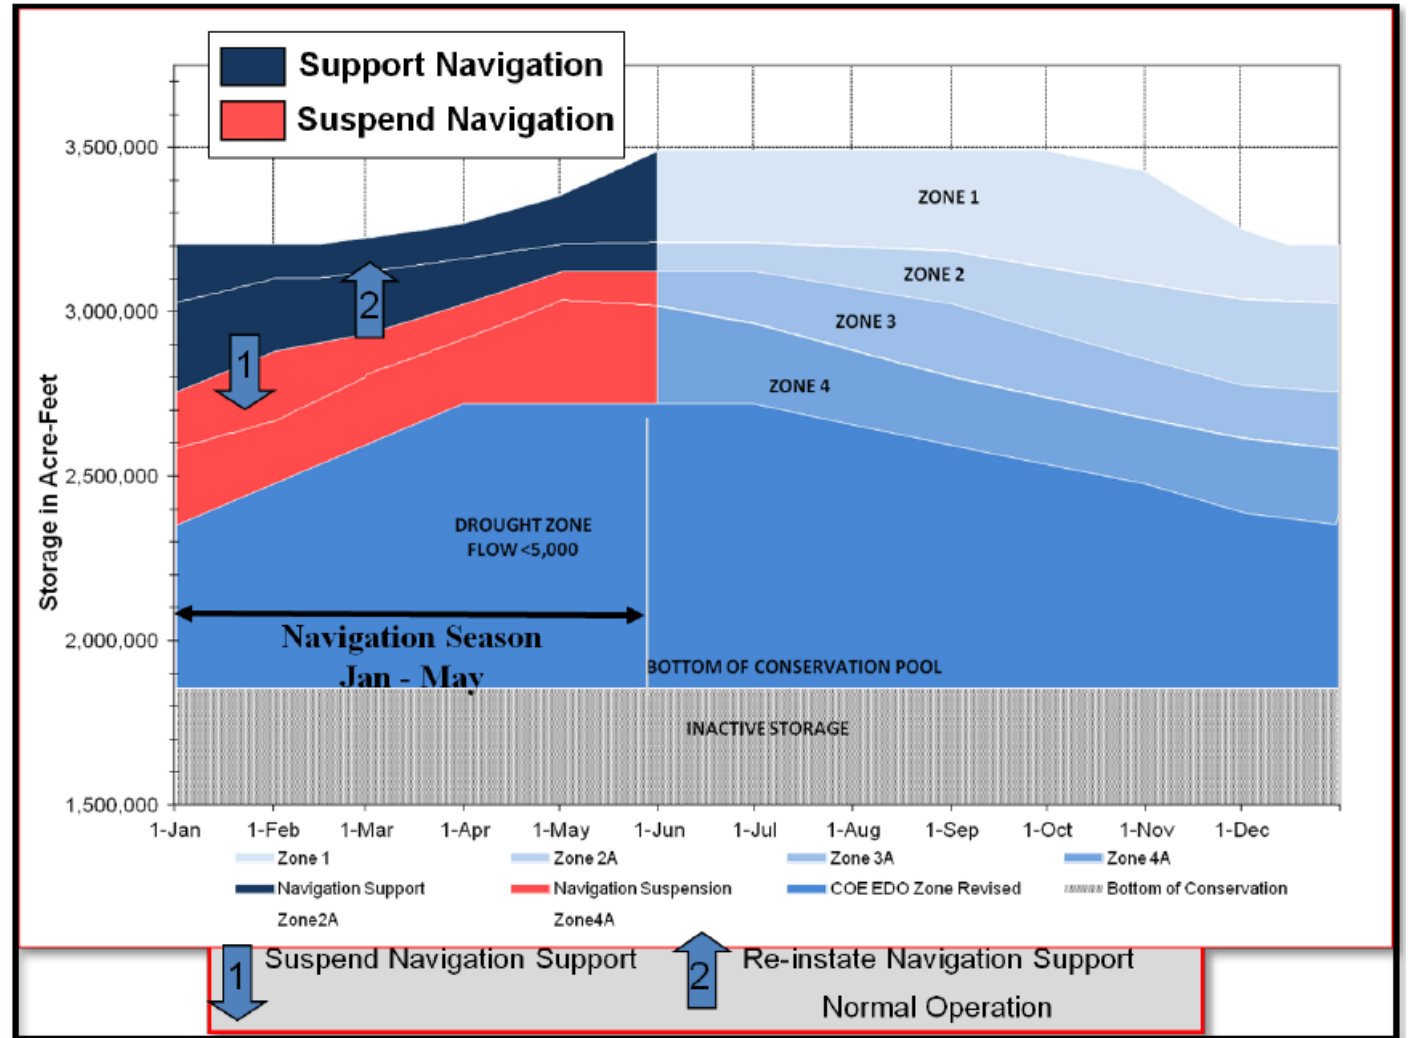 Support Navigation
Suspend Navigation
3,500,000
3,000,000
2,500,000
2,000,000
1,500,000
Storage in Acre-Feet
ZONE 1
ZONE 2
ZONE 3
ZONE 4
1
2
DROUGHT ZONE
FLOW <5,000
Navigation Season
Jan - May
BOTTOM OF CONSERVATION POOL
INACTIVE STORAGE
1-Jan 1-Feb 1-Mar 1-Apr 1-May 1-Jun 1-Jul 1-Aug 1-Sep 1-Oct 1-Nov 1-Dec
Zone 1 Zone 2A Zone 3A Zone 4A
Navigation Support Navigation Suspension COE EDO Zone Revised Bottom of Conservation
Zone2A Zone4A
1 Suspend Navigation Support 2 Re-instate Navigation Support
Normal Operation